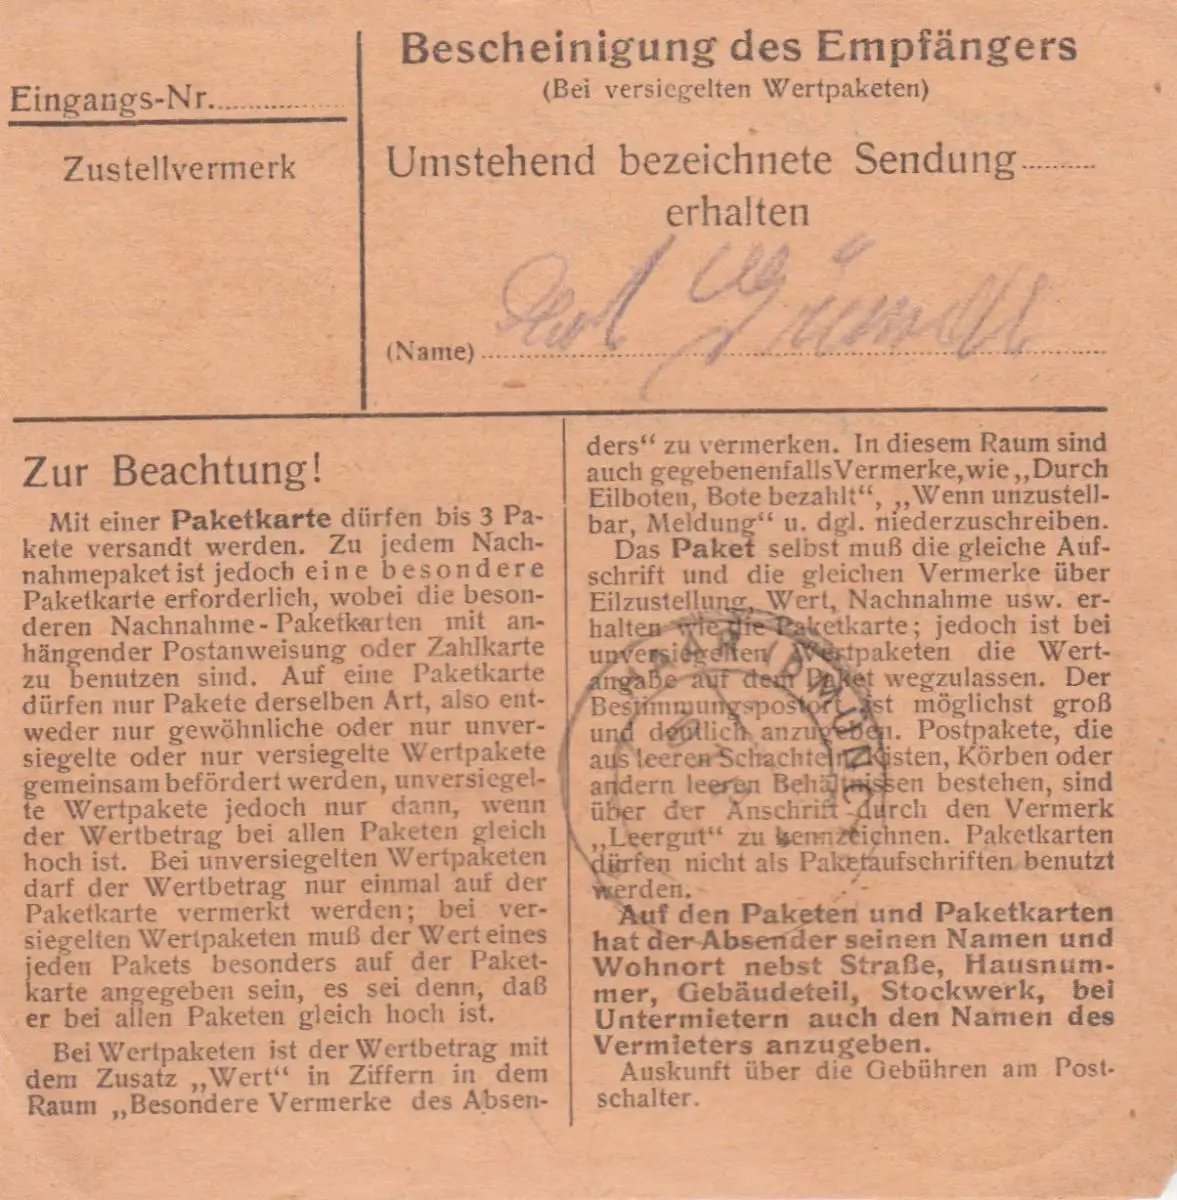 Eingangs-Nr.
Zustellvermerk
Bescheinigung des Empfängers
(Bei versiegelten Wertpaketen)
Umstehend bezeichnete Sendung
erhalten
(Name)
Zur Beachtung!
Mit einer Paketkarte dürfen bis 3 Pa-
kete versandt werden. Zu jedem Nach-
nahmepaket ist jedoch eine besondere
Paketkarte erforderlich, wobei die beson-
deren Nachnahme-Paketkarten mit an-
hängender Postanweisung oder Zahlkarte
zu benutzen sind. Auf eine Paketkarte
dürfen nur Pakete derselben Art, also ent-
weder nur gewöhnliche oder nur unver-
siegelte oder nur versiegelte Wertpakete
gemeinsam befördert werden, unversiegel-
te Wertpakete jedoch nur dann, wenn
der Wertbetrag bei allen Paketen gleich
hoch ist. Bei unversiegelten Wertpaketen
darf der Wertbetrag nur einmal auf der
Paketkarte vermerkt werden; bei ver-
siegelten Wertpaketen muß der Wert eines
jeden Pakets besonders auf der Paket-
karte angegeben sein, es sei denn, daß
er bei allen Paketen gleich hoch ist.
Bei Wertpaketen ist der Wertbetrag mit
dem Zusatz „Wert“ in Ziffern in dem
Raum „Besondere Vermerke des Absen-
ders“ zu vermerken. In diesem Raum sind
auch gegebenenfalls Vermerke, wie „Durch
Eilboten, Bote bezahlt“, „Wenn unzustell-
bar, Meldung“ u. dgl. niederzuschreiben.
Das Paket selbst muß die gleiche Auf-
schrift und die gleichen Vermerke über
Eilzustellung, Wert, Nachnahme usw. er-
halten wie die Paketkarte; jedoch ist bei
unversiegelten Wertpaketen die Wert-
angabe auf dem Paket wegzulassen. Der
Bestimmungspostort ist möglichst groß
und deutlich anzugeben. Postpakete, die
aus leeren Schachteln, Kisten, Körben oder
andern leeren Behältnissen bestehen, sind
über der Anschrift durch den Vermerk
„Leergut“ zu kennzeichnen. Paketkarten
dürfen nicht als Paketaufschriften benutzt
werden.
Auf den Paketen und Paketkarten
hat der Absender seinen Namen und
Wohnort nebst Straße, Hausnum-
mer, Gebäudeteil, Stockwerk, bei
Untermietern auch den Namen des
Vermieters anzugeben.
Auskunft über die Gebühren am Post-
schalter.